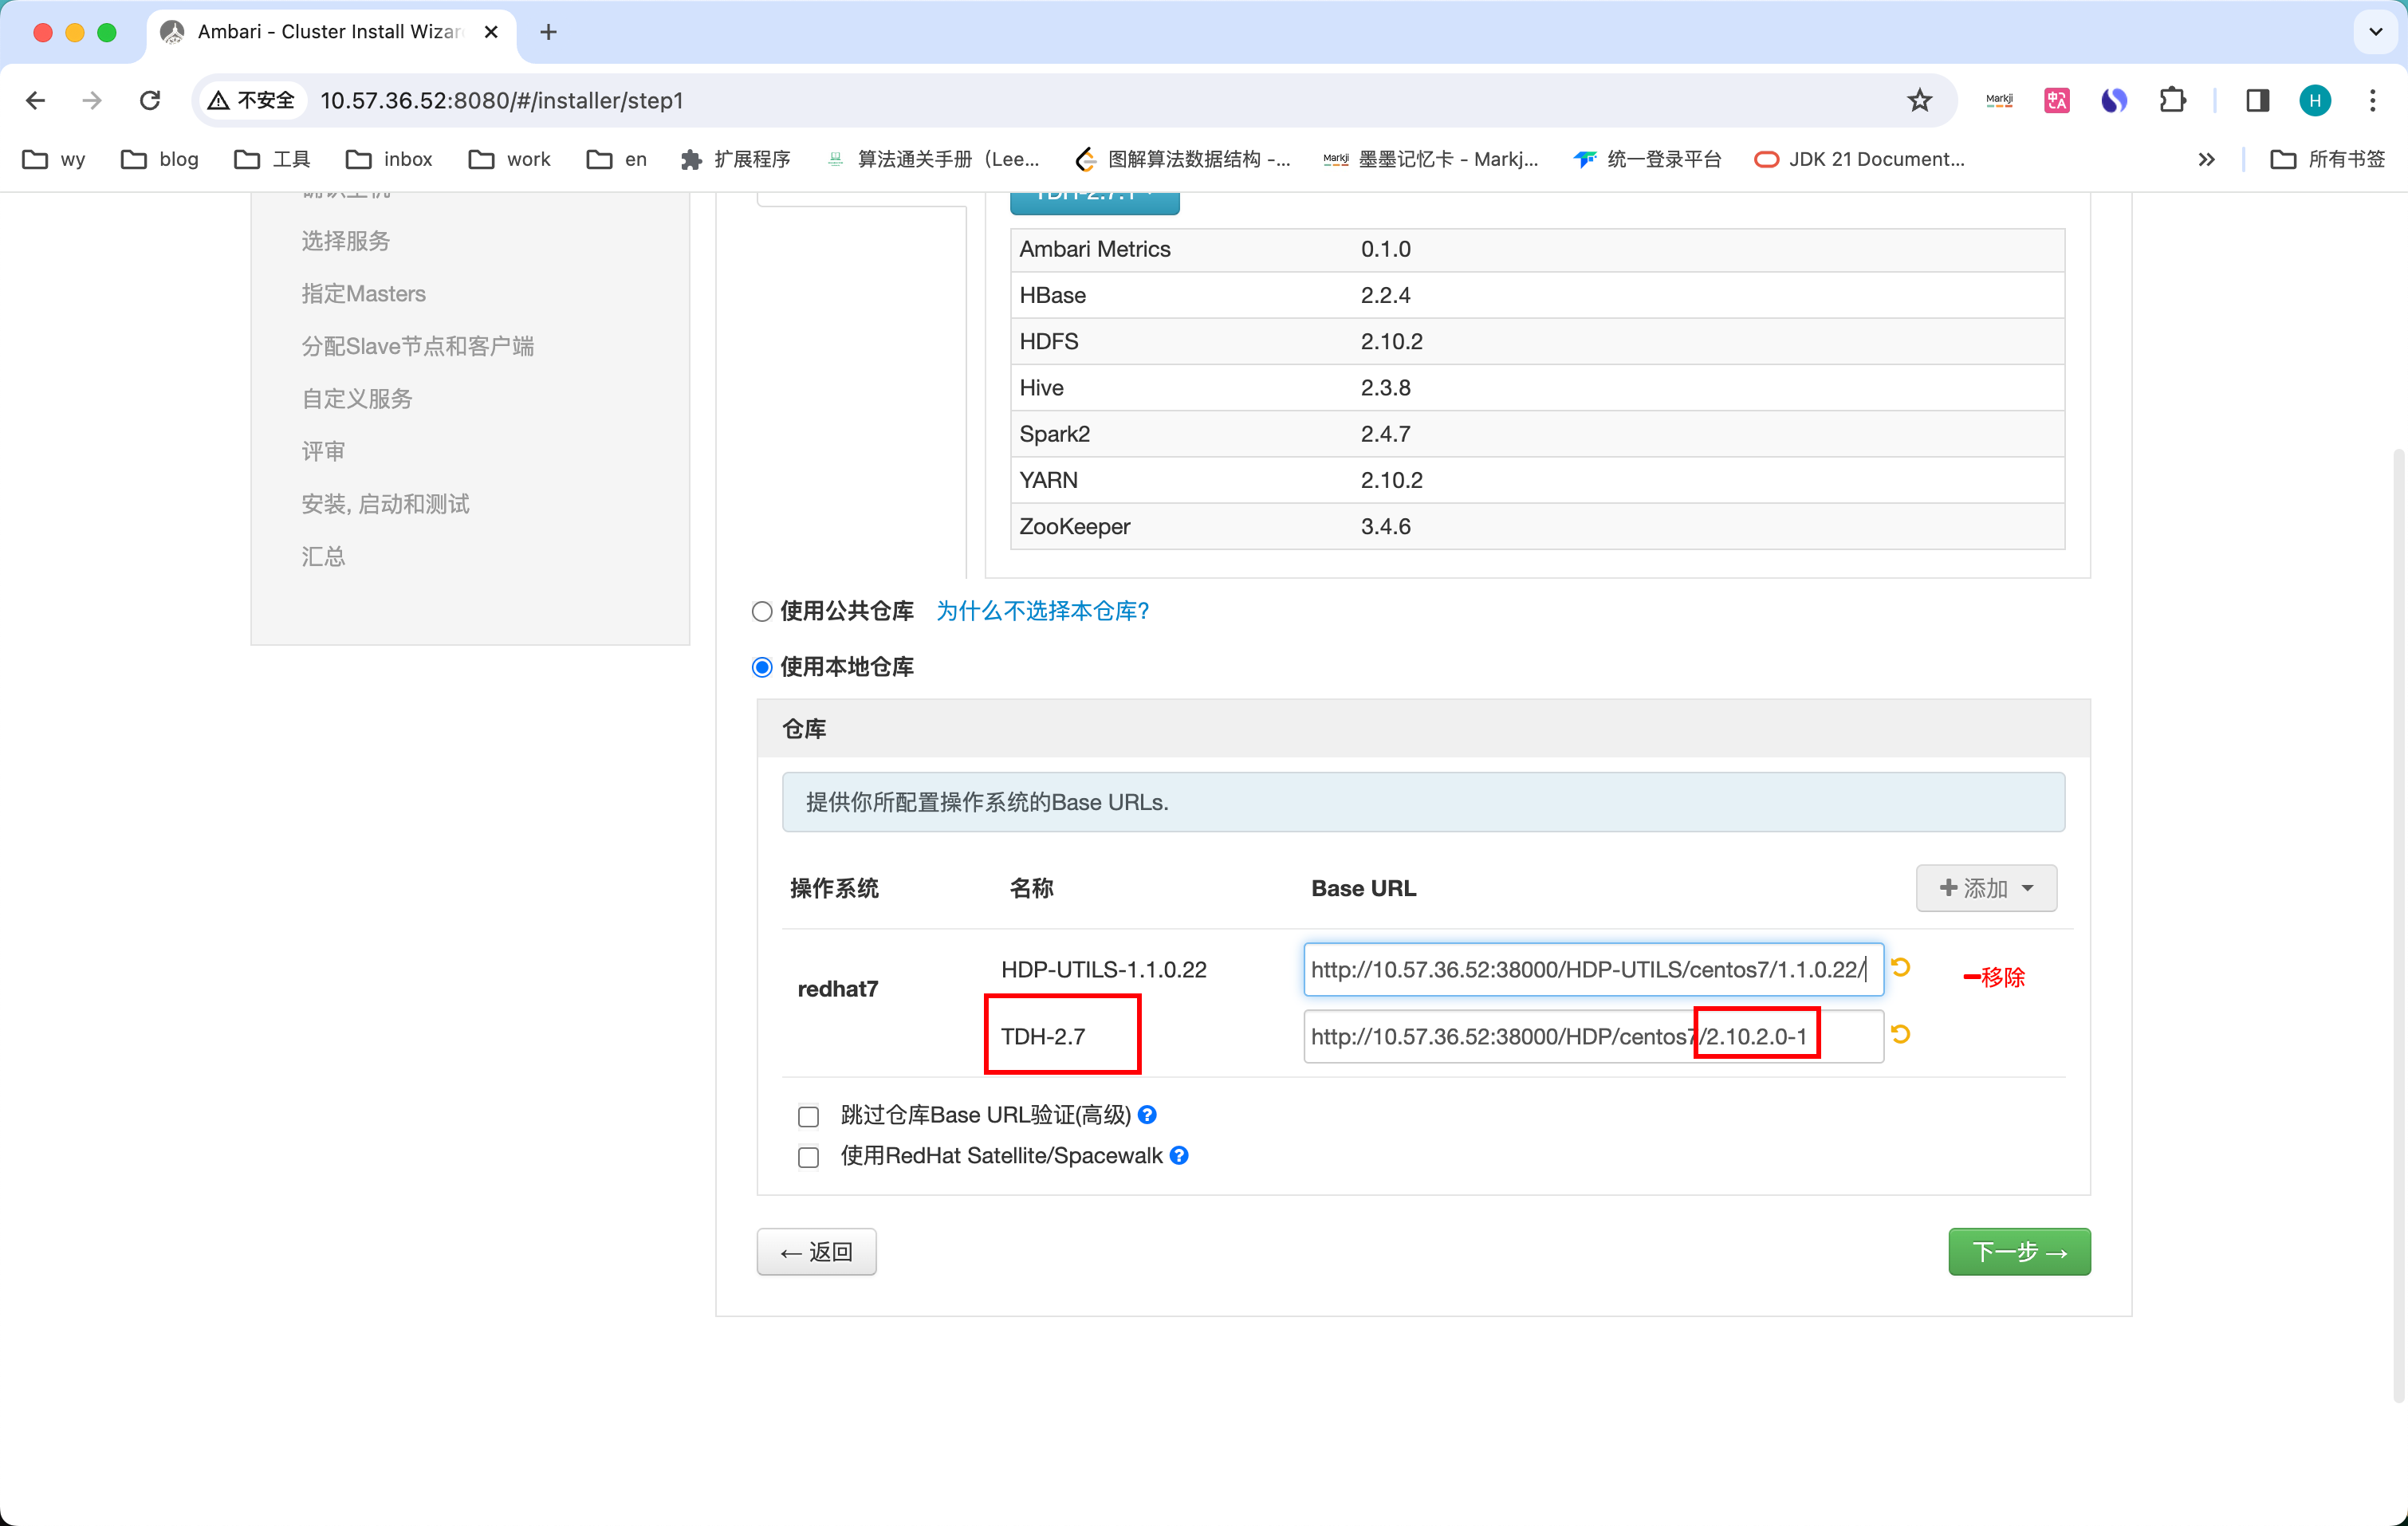 Ambari - Cluster Install Wizar
不安全
10.57.36.52:8080/#/installer/step1
Markji
中A
H
wy
blog
工具
inbox
work
en
扩展程序
算法通关手册（Lee...
图解算法数据结构 -...
Markji
墨墨记忆卡 - Markj...
统一登录平台
JDK 21 Document...
所有书签
确认主机
选择服务
指定Masters
分配Slave节点和客户端
自定义服务
评审
安装, 启动和测试
汇总
TDH-2.7.1
Ambari Metrics 0.1.0
HBase 2.2.4
HDFS 2.10.2
Hive 2.3.8
Spark2 2.4.7
YARN 2.10.2
ZooKeeper 3.4.6
使用公共仓库 为什么不选择本仓库?
使用本地仓库
仓库
提供你所配置操作系统的Base URLs.
操作系统 名称 Base URL 添加
redhat7
HDP-UTILS-1.1.0.22 http://10.57.36.52:38000/HDP-UTILS/centos7/1.1.0.22/ 移除
TDH-2.7 http://10.57.36.52:38000/HDP/centos7/2.10.2.0-1
跳过仓库Base URL验证(高级) ?
使用RedHat Satellite/Spacewalk ?
← 返回
下一步 →